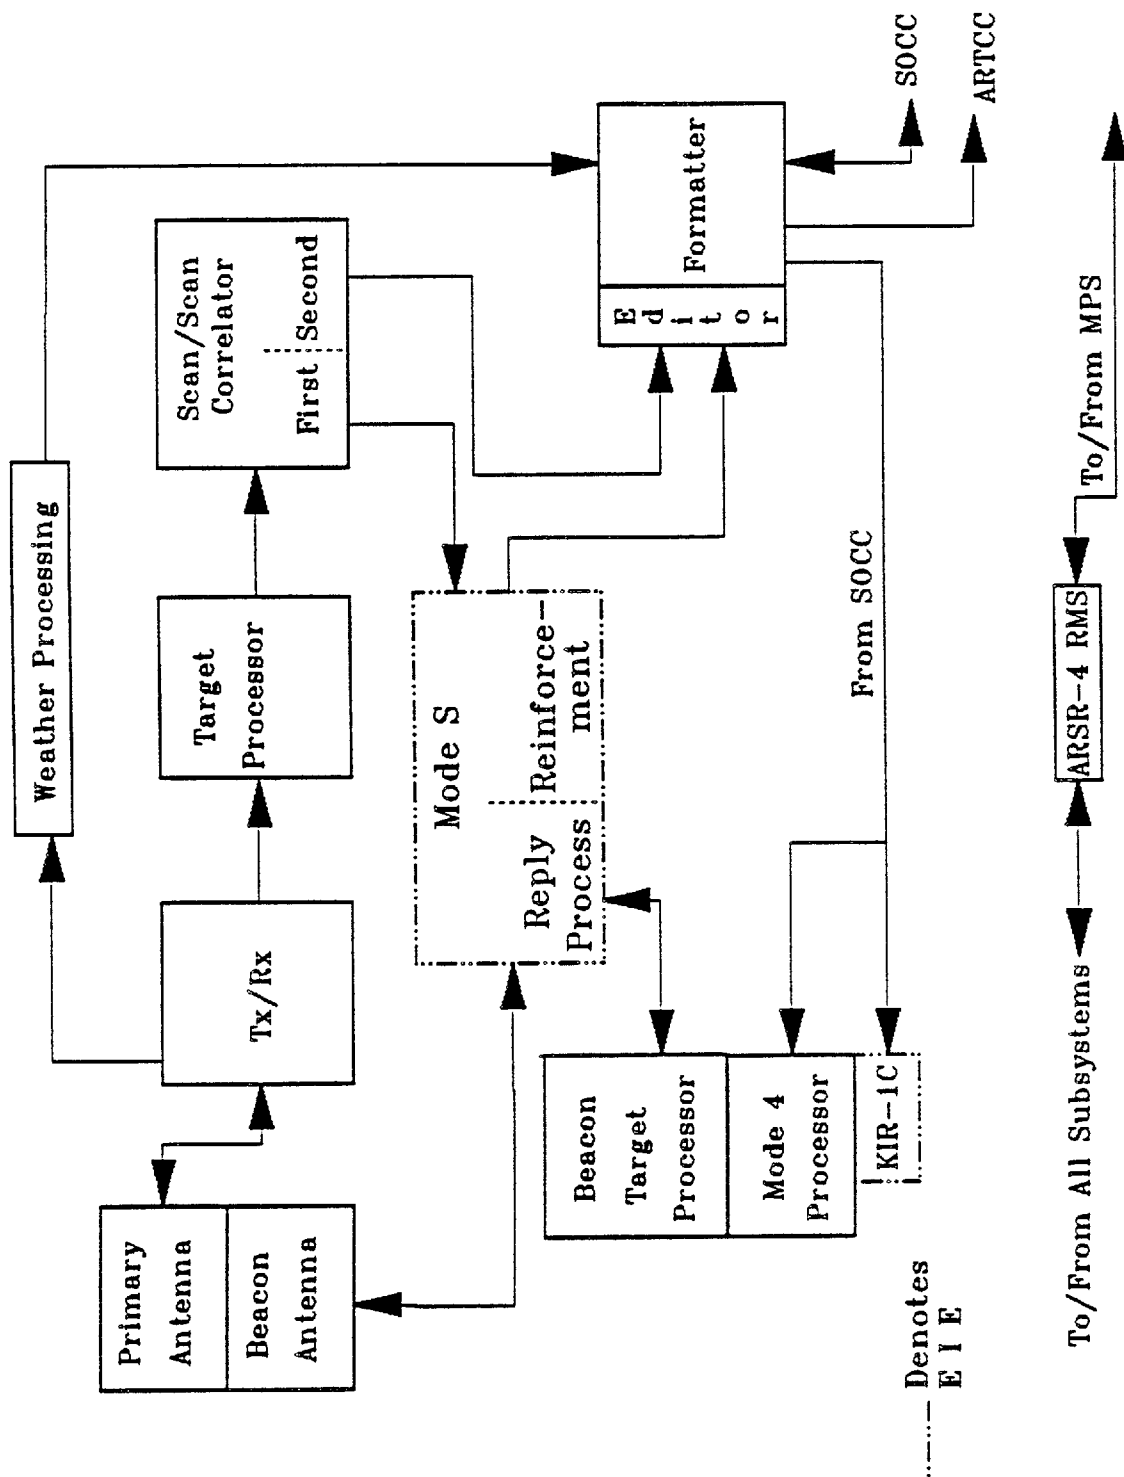 Weather Processing
Primary
Antenna
Beacon
Antenna
Tx/Rx
Target
Processor
Scan/Scan
Correlator
First
Second
Mode S
Reply
Process
Reinforce-
ment
Editor
Formatter
SOCC
ARTCC
Beacon
Target
Processor
Mode 4
Processor
KIR-1C
From SOCC
Denotes
E I E
To/From All Subsystems
ARSR-4 RMS
To/From MPS